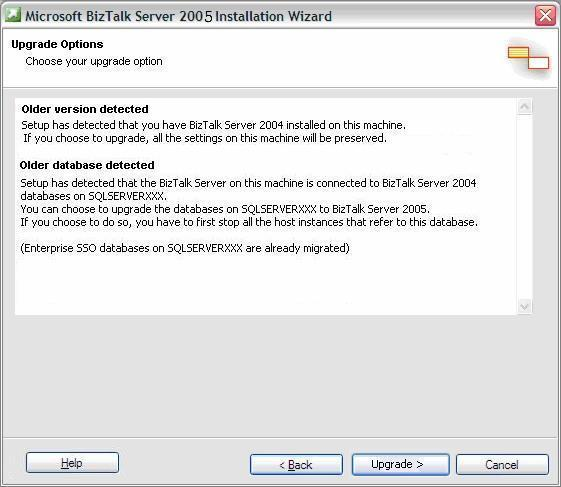 Microsoft BizTalk Server 2005 Installation Wizard
Upgrade Options
Choose your upgrade option
Older version detected
Setup has detected that you have BizTalk Server 2004 installed on this machine.
If you choose to upgrade, all the settings on this machine will be preserved.
Older database detected
Setup has detected that the BizTalk Server on this machine is connected to BizTalk Server 2004
databases on SQLSERVERXXX.
You can choose to upgrade the databases on SQLSERVERXXX to BizTalk Server 2005.
If you choose to do so, you have to first stop all the host instances that refer to this database.
(Enterprise SSO databases on SQLSERVERXXX are already migrated)
Help
< Back
Upgrade >
Cancel